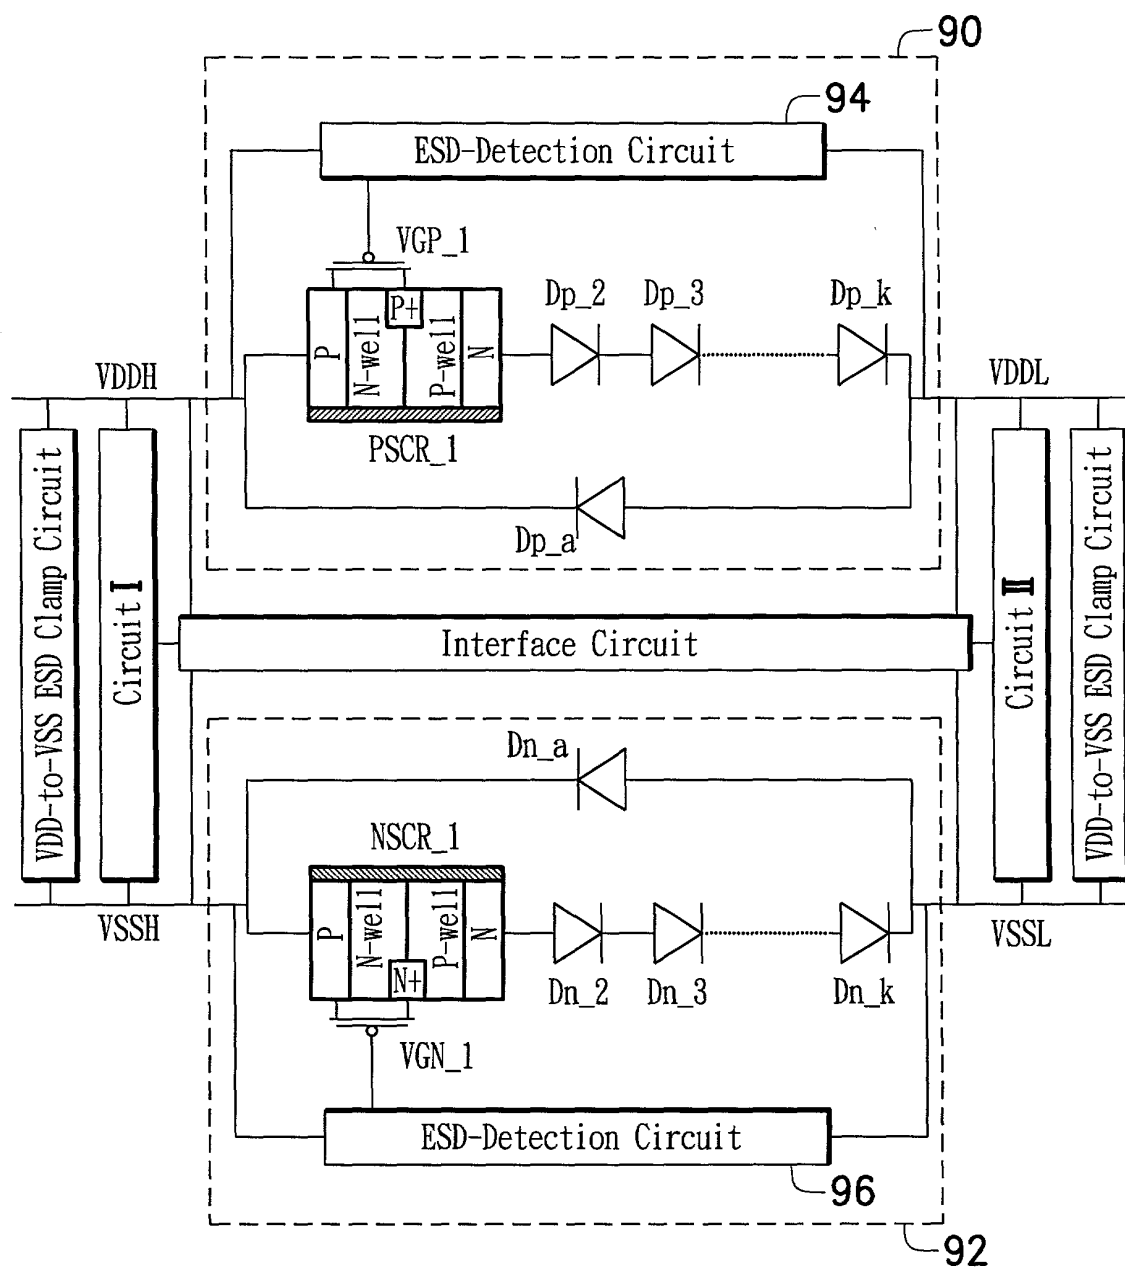 90
94
ESD-Detection Circuit
VGP_1
Dp_2
Dp_3
Dp_k
P
N-well
P+
P-well
N
VDDH
VDDL
PSCR_1
Dp_a
VDD-to-VSS ESD Clamp Circuit
Circuit I
Interface Circuit
Circuit II
VDD-to-VSS ESD Clamp Circuit
Dn_a
NSCR_1
P
N-well
N+
P-well
N
VSSH
VSSL
Dn_2
Dn_3
Dn_k
VGN_1
ESD-Detection Circuit
96
92